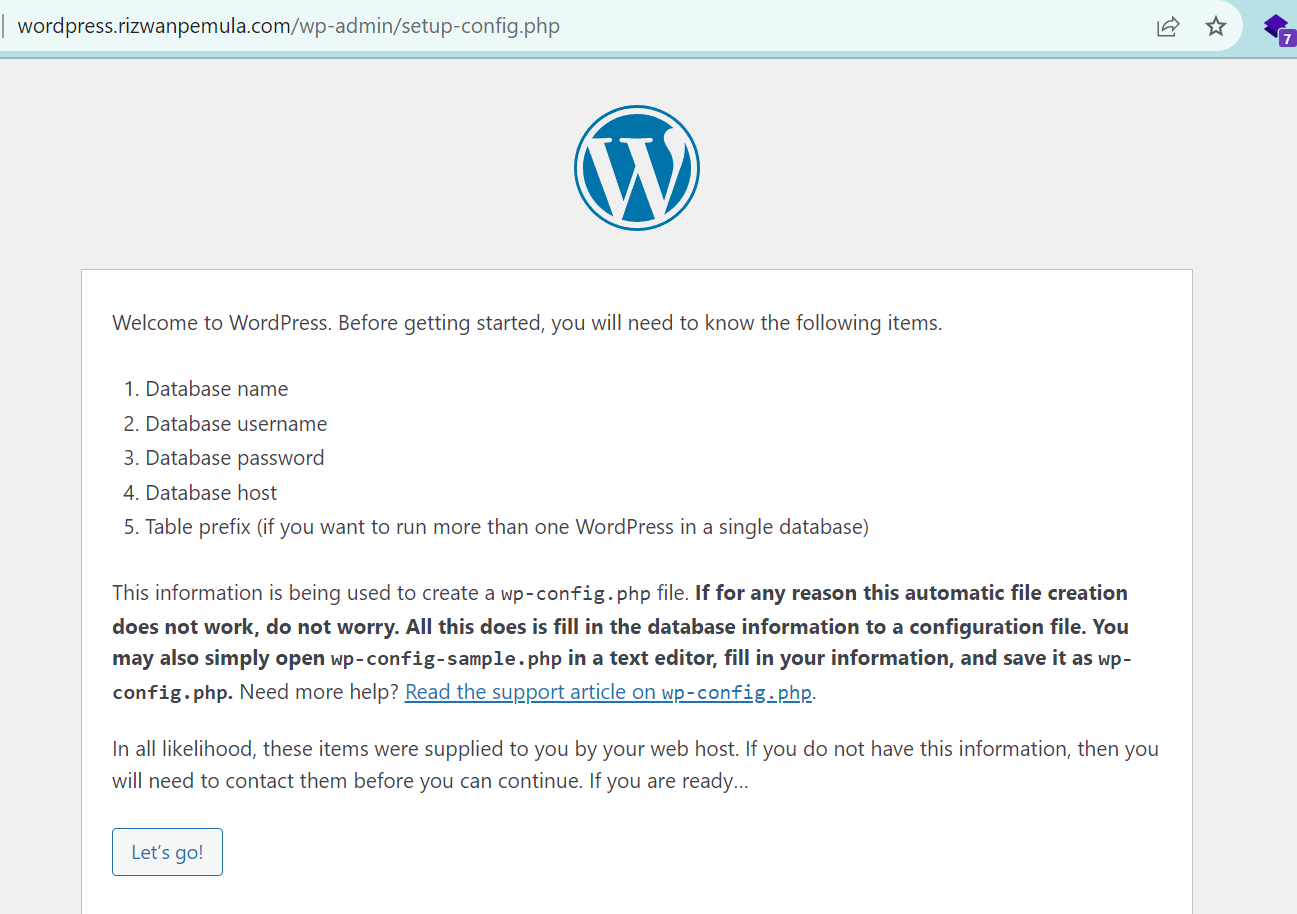 wordpress.rizwanpemula.com/wp-admin/setup-config.php
7
W
Welcome to WordPress. Before getting started, you will need to know the following items.
1. Database name
2. Database username
3. Database password
4. Database host
5. Table prefix (if you want to run more than one WordPress in a single database)
This information is being used to create a wp-config.php file. If for any reason this automatic file creation
does not work, do not worry. All this does is fill in the database information to a configuration file. You
may also simply open wp-config-sample.php in a text editor, fill in your information, and save it as wp-
config.php. Need more help? Read the support article on wp-config.php.
In all likelihood, these items were supplied to you by your web host. If you do not have this information, then you
will need to contact them before you can continue. If you are ready…
Let’s go!